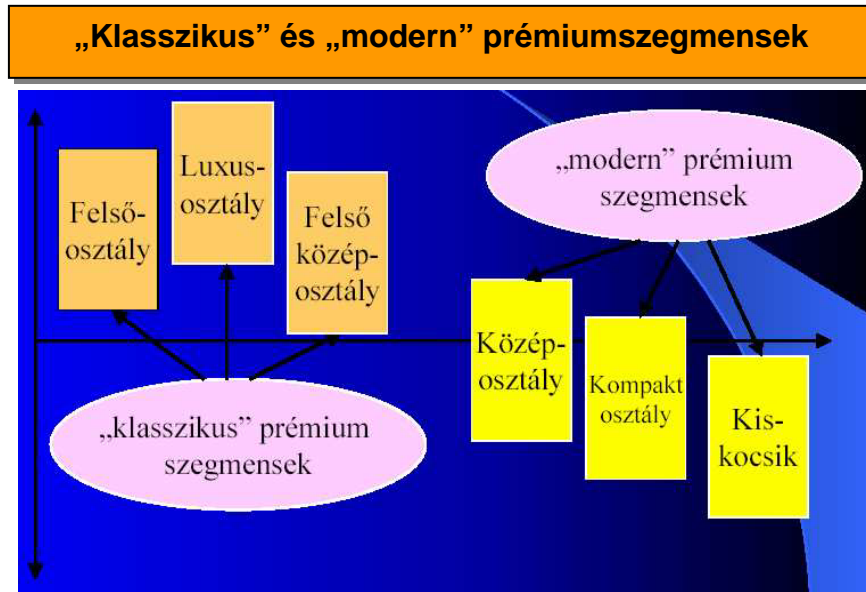 „Klasszikus” és „modern” prémiumszegmensek
Felső-
osztály
Luxus-
osztály
Felső
közép-
osztály
„modern” prémium
szegmensek
„klasszikus” prémium
szegmensek
Közép-
osztály
Kompakt
osztály
Kis-
kocsik